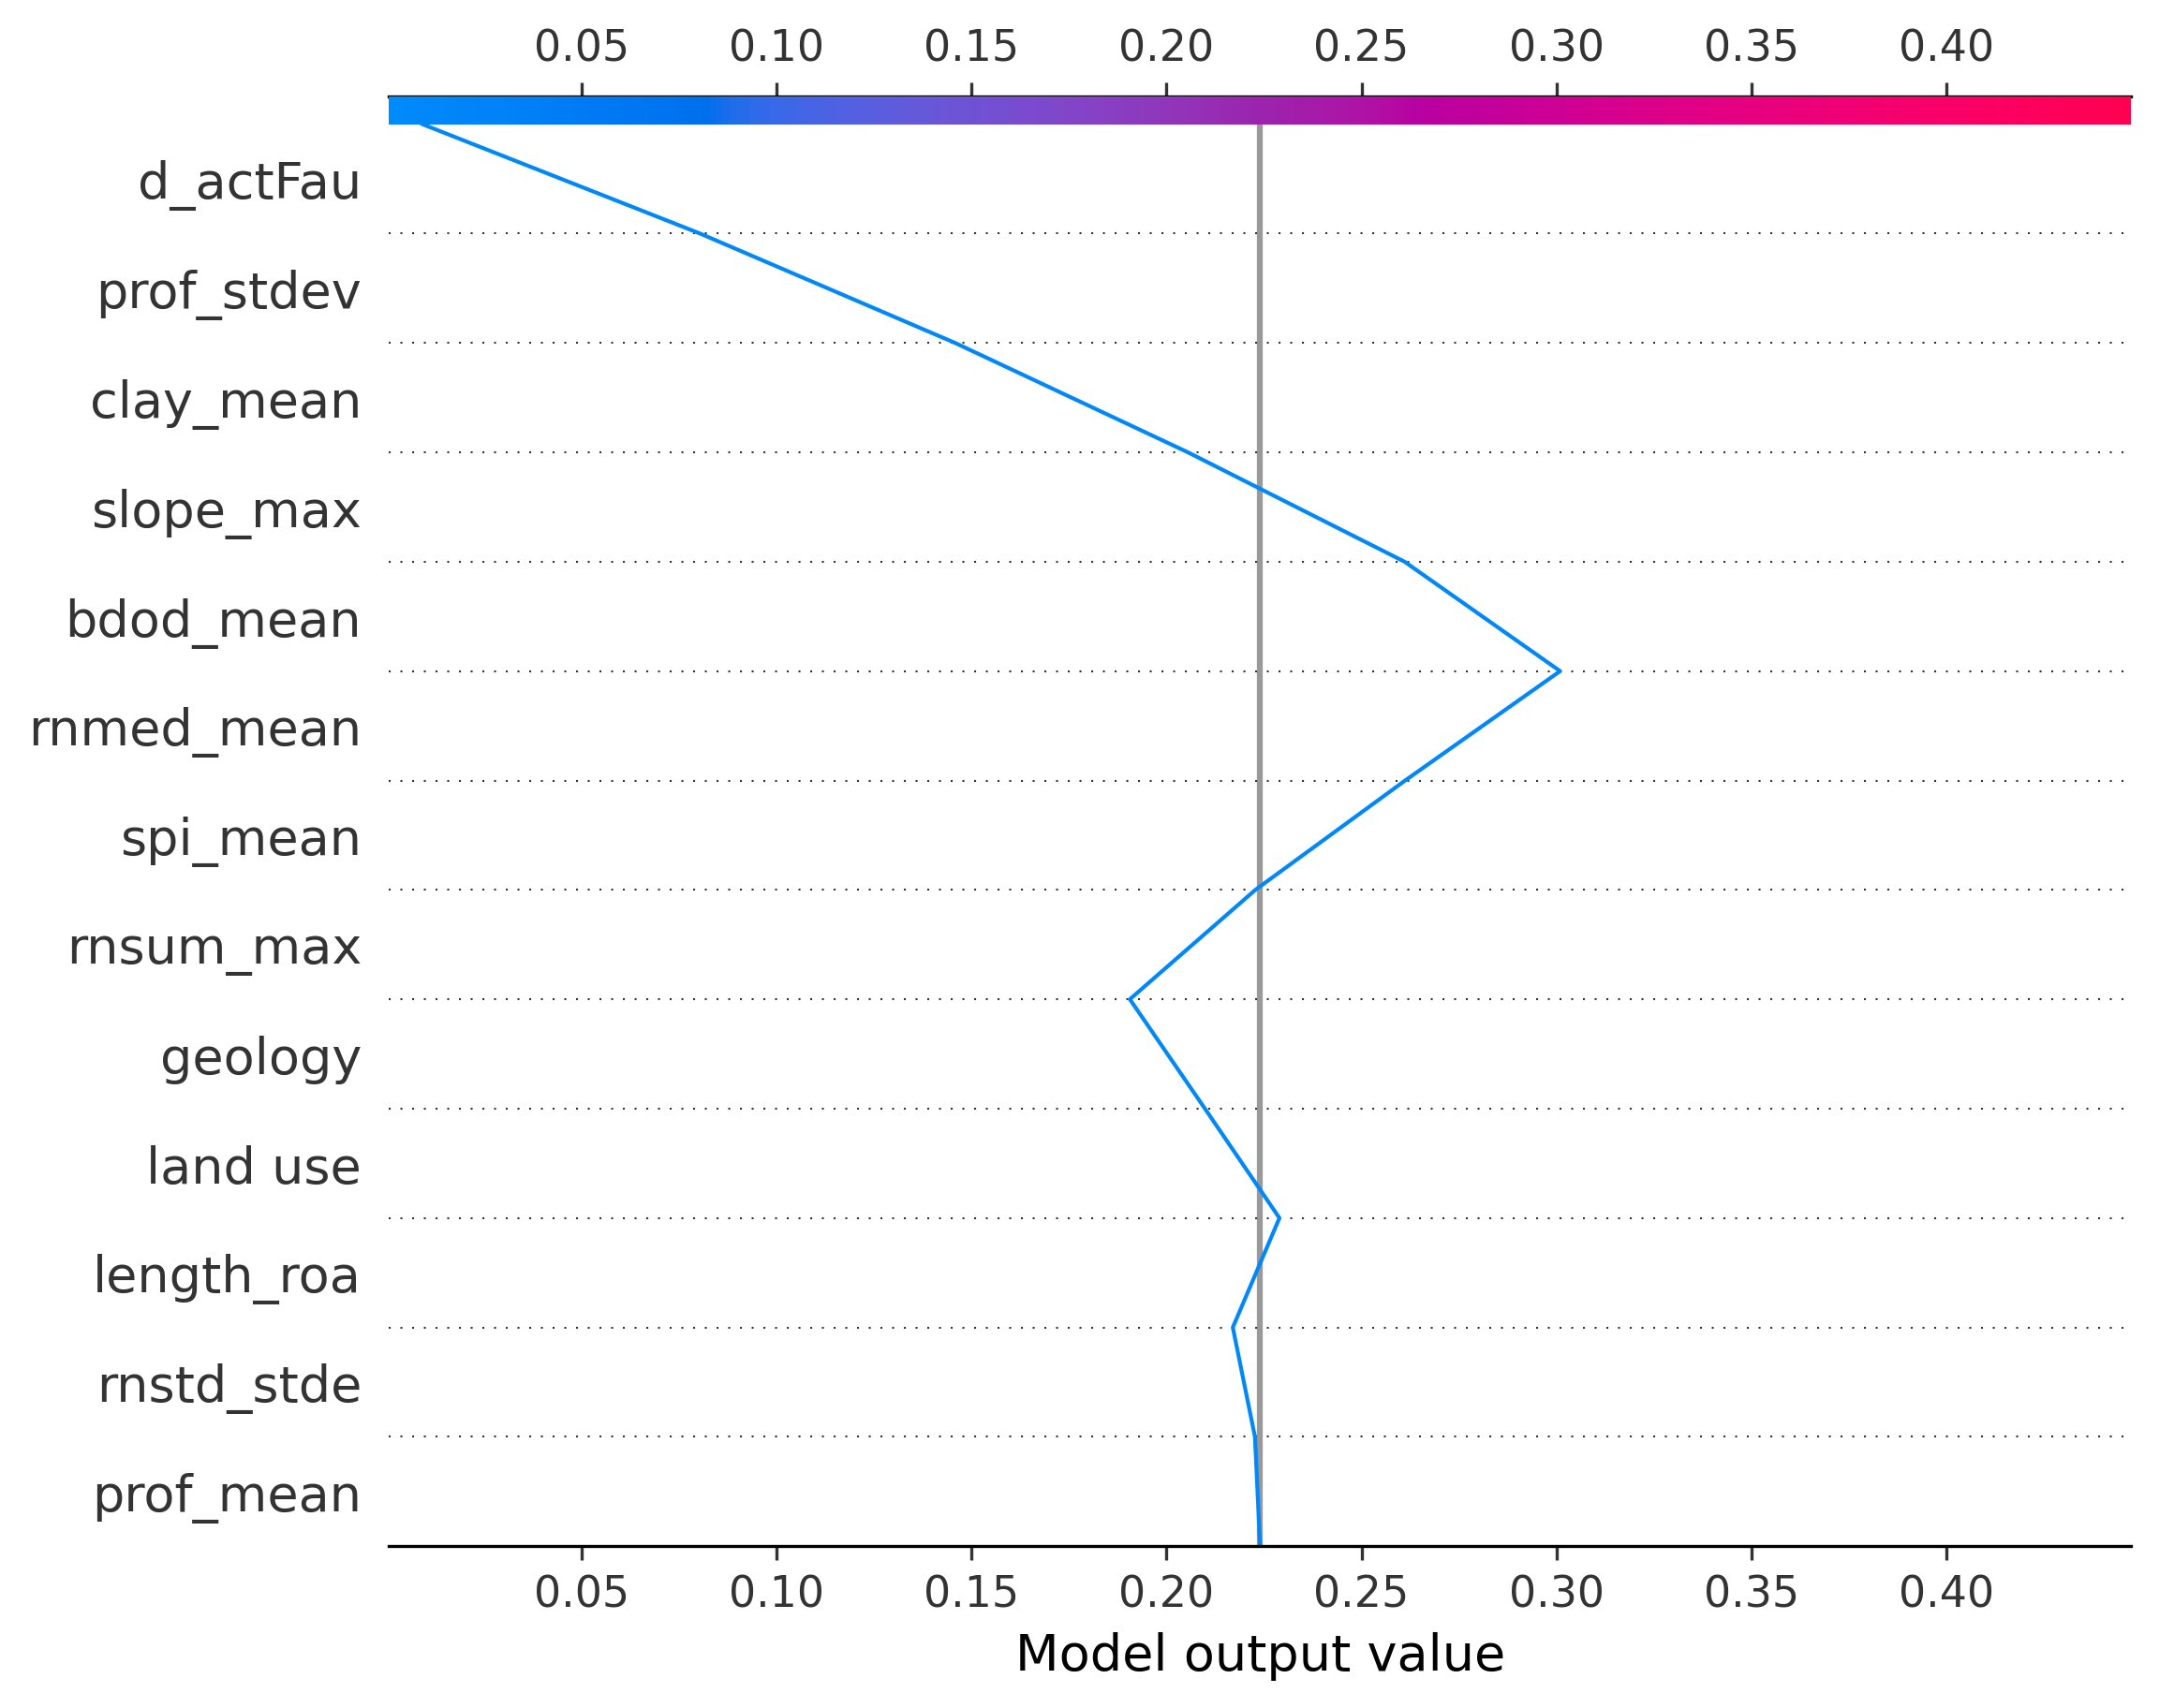 0.05 0.10 0.15 0.20 0.25 0.30 0.35 0.40
d_actFau
prof_stdev
clay_mean
slope_max
bdod_mean
rnmed_mean
spi_mean
rnsum_max
geology
land use
length_roa
rnstd_stde
prof_mean
0.05 0.10 0.15 0.20 0.25 0.30 0.35 0.40
Model output value